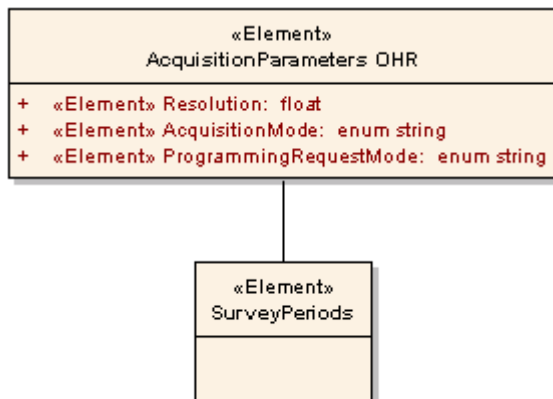 «Element»
AcquisitionParameters OHR
+ «Element» Resolution: float
+ «Element» AcquisitionMode: enum string
+ «Element» ProgrammingRequestMode: enum string
«Element»
SurveyPeriods